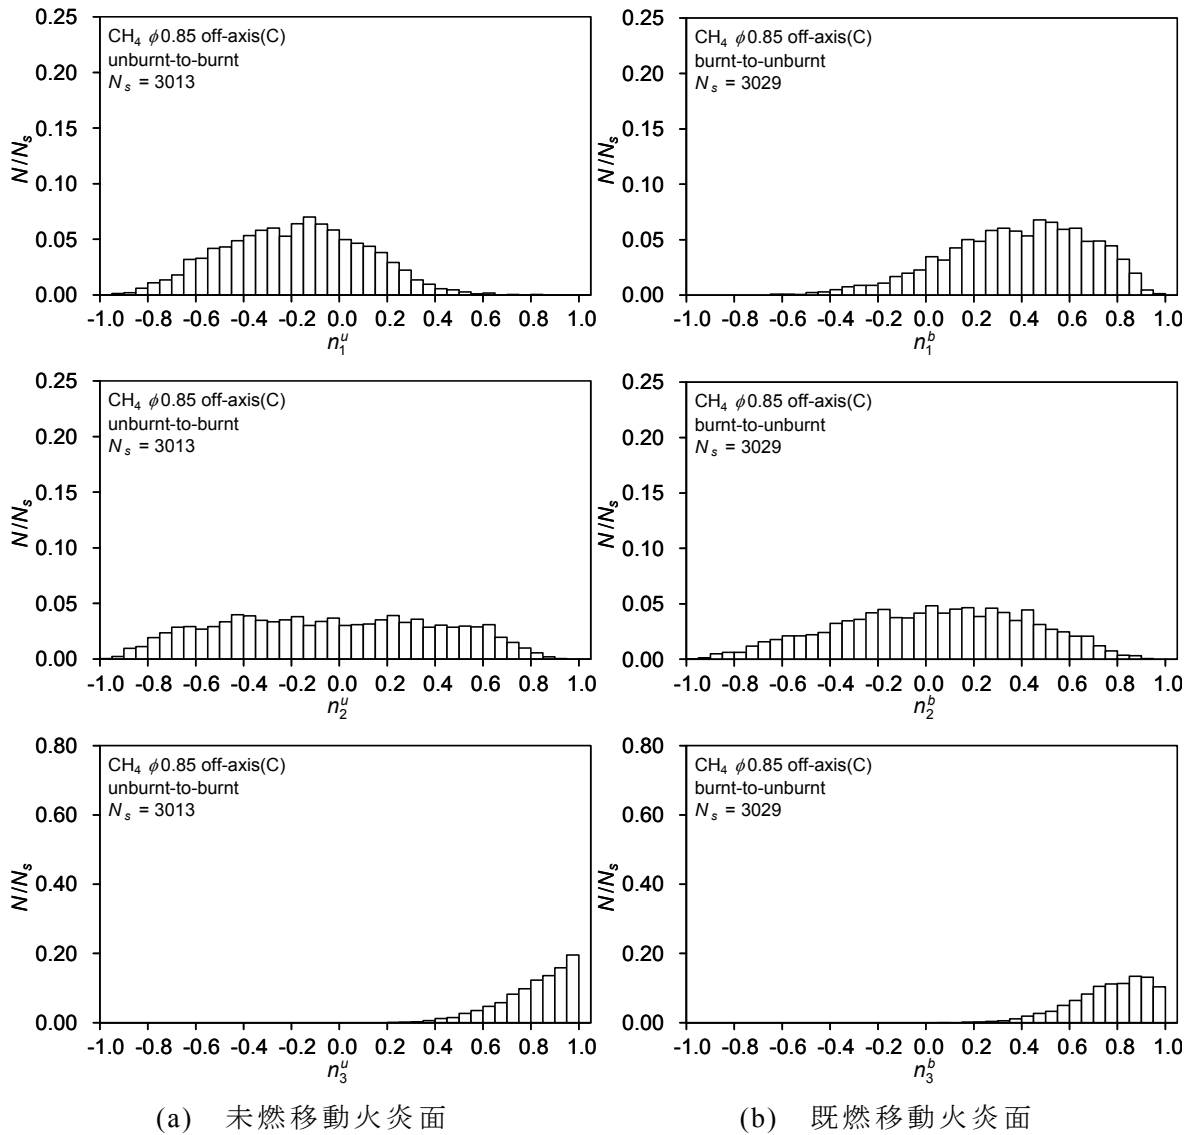 0.25
0.20
0.15
0.10
0.05
0.00
N/Nₛ
CH₄ ϕ0.85 off-axis(C)
unburnt-to-burnt
Nₛ = 3013
-1.0 -0.8 -0.6 -0.4 -0.2 0.0 0.2 0.4 0.6 0.8 1.0
n₁ᵘ
0.25
0.20
0.15
0.10
0.05
0.00
N/Nₛ
CH₄ ϕ0.85 off-axis(C)
burnt-to-unburnt
Nₛ = 3029
-1.0 -0.8 -0.6 -0.4 -0.2 0.0 0.2 0.4 0.6 0.8 1.0
n₁ᵇ
0.25
0.20
0.15
0.10
0.05
0.00
N/Nₛ
CH₄ ϕ0.85 off-axis(C)
unburnt-to-burnt
Nₛ = 3013
-1.0 -0.8 -0.6 -0.4 -0.2 0.0 0.2 0.4 0.6 0.8 1.0
n₂ᵘ
0.25
0.20
0.15
0.10
0.05
0.00
N/Nₛ
CH₄ ϕ0.85 off-axis(C)
burnt-to-unburnt
Nₛ = 3029
-1.0 -0.8 -0.6 -0.4 -0.2 0.0 0.2 0.4 0.6 0.8 1.0
n₂ᵇ
0.80
0.60
0.40
0.20
0.00
N/Nₛ
CH₄ ϕ0.85 off-axis(C)
unburnt-to-burnt
Nₛ = 3013
-1.0 -0.8 -0.6 -0.4 -0.2 0.0 0.2 0.4 0.6 0.8 1.0
n₃ᵘ
0.80
0.60
0.40
0.20
0.00
N/Nₛ
CH₄ ϕ0.85 off-axis(C)
burnt-to-unburnt
Nₛ = 3029
-1.0 -0.8 -0.6 -0.4 -0.2 0.0 0.2 0.4 0.6 0.8 1.0
n₃ᵇ
(a) 未燃移動火炎面
(b) 既燃移動火炎面